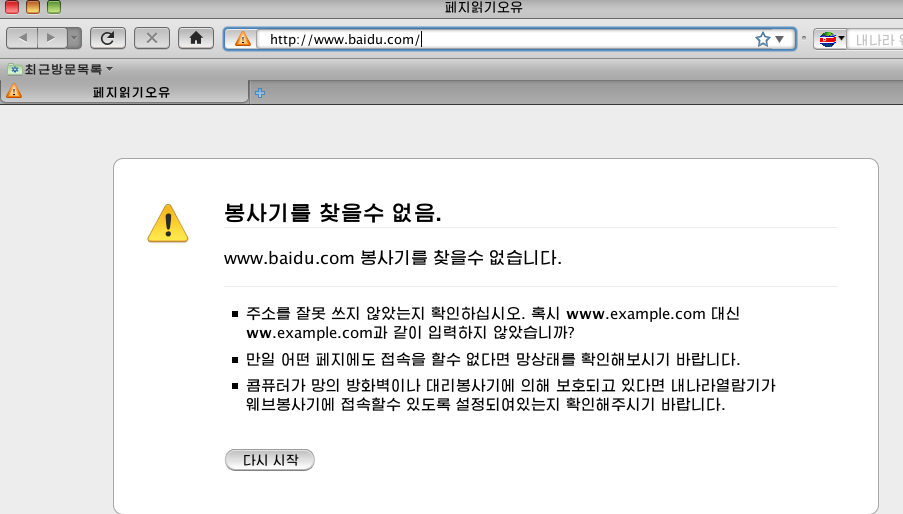 페지읽기오유
http://www.baidu.com/
내나라
최근방문목록
페지읽기오유
봉사기를 찾을수 없음.
www.baidu.com 봉사기를 찾을수 없습니다.
주소를 잘못 쓰지 않았는지 확인하십시오. 혹시 www.example.com 대신
ww.example.com과 같이 입력하지 않았습니까?
만일 어떤 페지에도 접속을 할수 없다면 망상태를 확인해보시기 바랍니다.
콤퓨터가 망의 방화벽이나 대리봉사기에 의해 보호되고 있다면 내나라열람기가
웨브봉사기에 접속할수 있도록 설정되여있는지 확인해주시기 바랍니다.
다시 시작